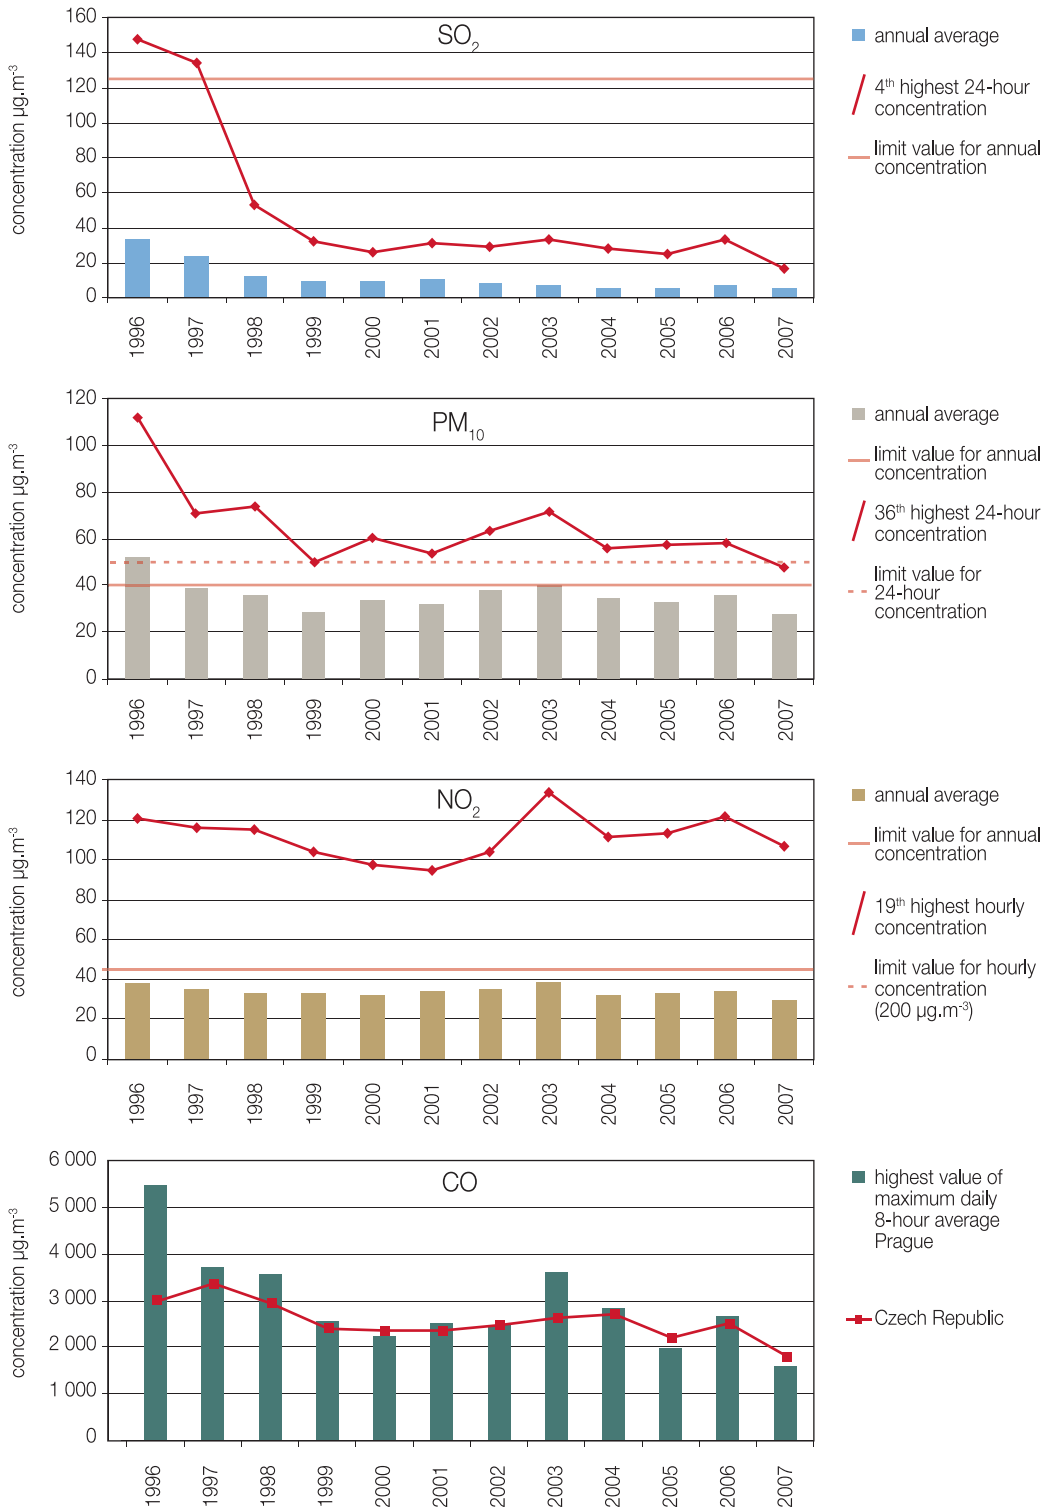 SO₂
concentration µg.m⁻³
160
140
120
100
80
60
40
20
0
1996
1997
1998
1999
2000
2001
2002
2003
2004
2005
2006
2007
annual average
4th highest 24-hour
concentration
limit value for annual
concentration
PM₁₀
concentration µg.m⁻³
120
100
80
60
40
20
0
1996
1997
1998
1999
2000
2001
2002
2003
2004
2005
2006
2007
annual average
limit value for annual
concentration
36th highest 24-hour
concentration
limit value for
24-hour
concentration
NO₂
concentration µg.m⁻³
140
120
100
80
60
40
20
0
1996
1997
1998
1999
2000
2001
2002
2003
2004
2005
2006
2007
annual average
limit value for annual
concentration
19th highest hourly
concentration
limit value for hourly
concentration
(200 µg.m⁻³)
CO
concentration µg.m⁻³
6 000
5 000
4 000
3 000
2 000
1 000
0
1996
1997
1998
1999
2000
2001
2002
2003
2004
2005
2006
2007
highest value of
maximum daily
8-hour average
Prague
Czech Republic